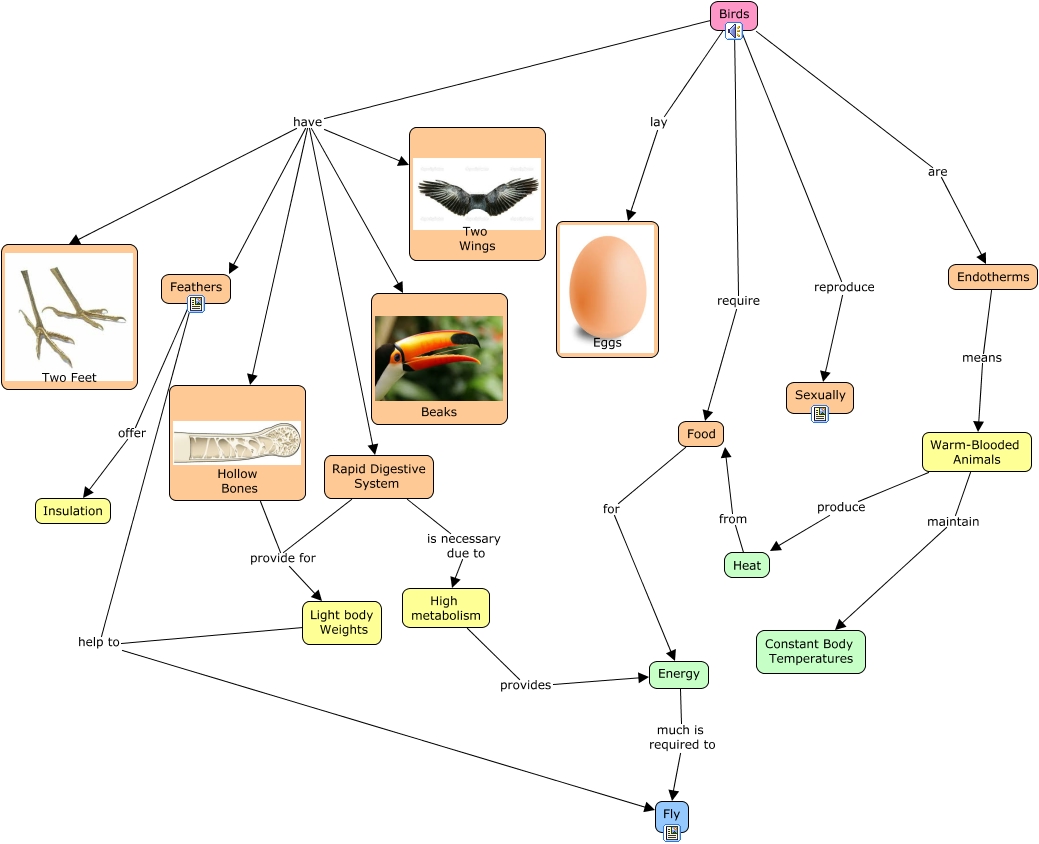 Birds
have
lay
are
Two
Wings
Feathers
Endotherms
require
reproduce
Eggs
means
Two Feet
Sexually
Beaks
offer
Food
Warm-Blooded
Animals
Hollow
Bones
Rapid Digestive
System
Insulation
for
from
produce
maintain
provide for
is necessary
due to
Heat
High
metabolism
Light body
Weights
help to
Constant Body
Temperatures
provides
Energy
much is
required to
Fly